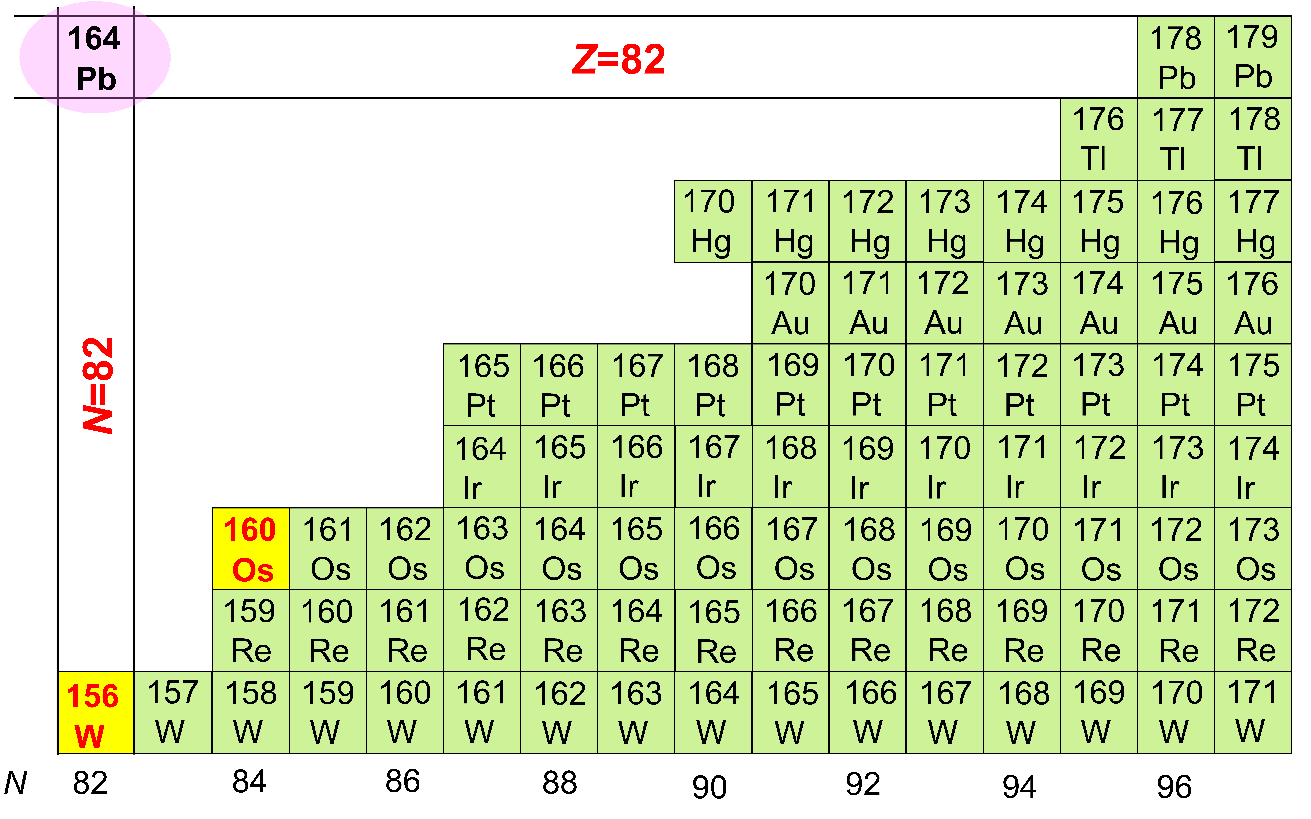 164 Z=82 178 179
Pb Pb Pb
176 177 178
Tl Tl Tl
170 171 172 173 174 175 176 177
Hg Hg Hg Hg Hg Hg Hg Hg
170 171 172 173 174 175 176
Au Au Au Au Au Au Au
N=82
165 166 167 168 169 170 171 172 173 174 175
Pt Pt Pt Pt Pt Pt Pt Pt Pt Pt Pt
164 165 166 167 168 169 170 171 172 173 174
Ir Ir Ir Ir Ir Ir Ir Ir Ir Ir Ir
160 161 162 163 164 165 166 167 168 169 170 171 172 173
Os Os Os Os Os Os Os Os Os Os Os Os Os Os
159 160 161 162 163 164 165 166 167 168 169 170 171 172
Re Re Re Re Re Re Re Re Re Re Re Re Re Re
156 157 158 159 160 161 162 163 164 165 166 167 168 169 170 171
W W W W W W W W W W W W W W W W
N 82 84 86 88 90 92 94 96